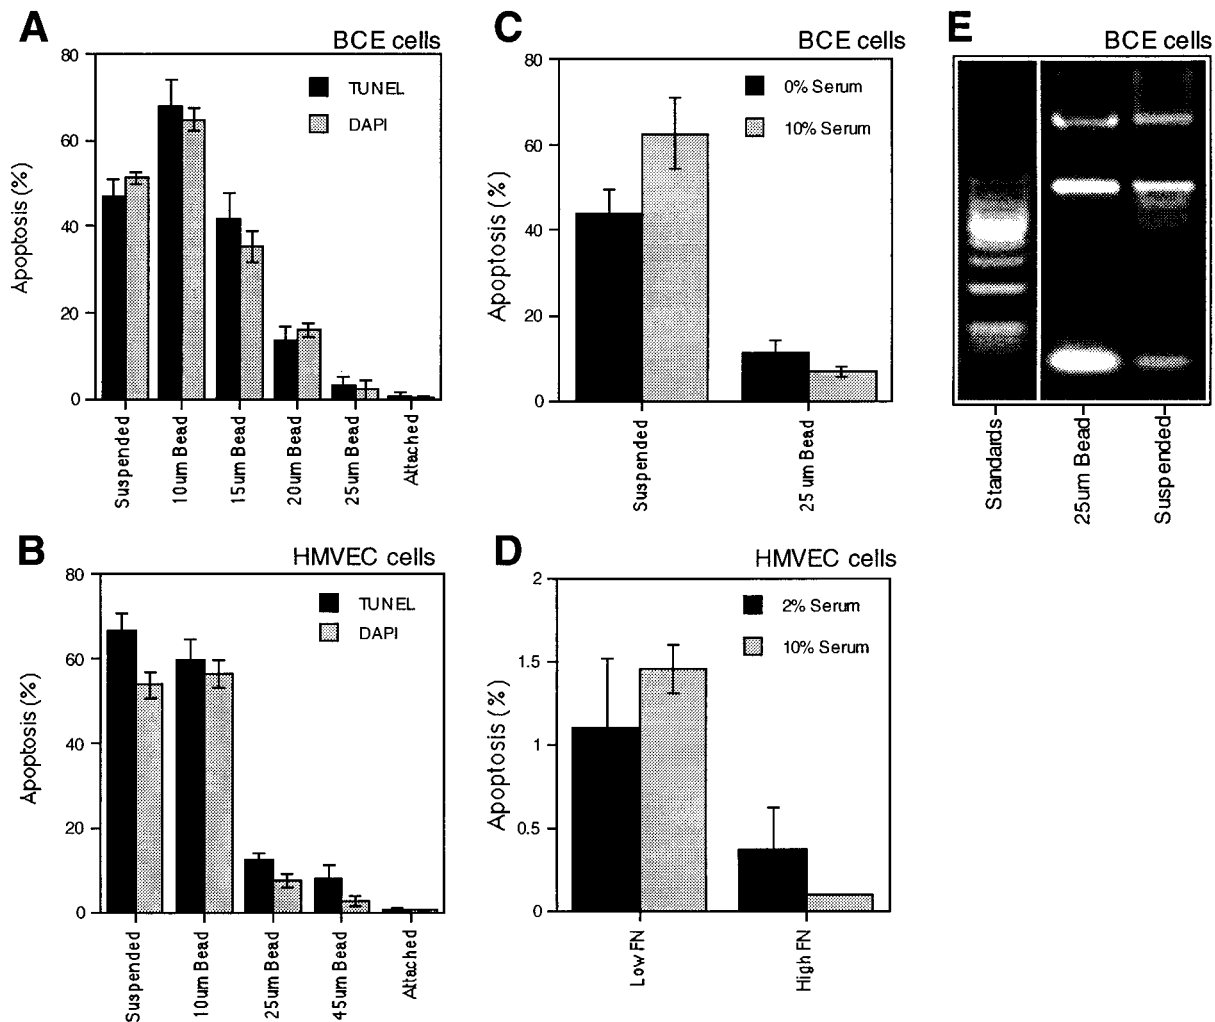 A
BCE cells
Apoptosis (%)
80
60
40
20
0
TUNEL
DAPI
Suspended
10um Bead
15um Bead
20um Bead
25um Bead
Attached
B
HMVEC cells
Apoptosis (%)
80
60
40
20
0
TUNEL
DAPI
Suspended
10um Bead
25um Bead
45um Bead
Attached
C
BCE cells
Apoptosis (%)
80
60
40
20
0
0% Serum
10% Serum
Suspended
25um Bead
D
HMVEC cells
Apoptosis (%)
2
1.5
1
0.5
0
2% Serum
10% Serum
Low FN
High FN
E
BCE cells
Standards
25um Bead
Suspended